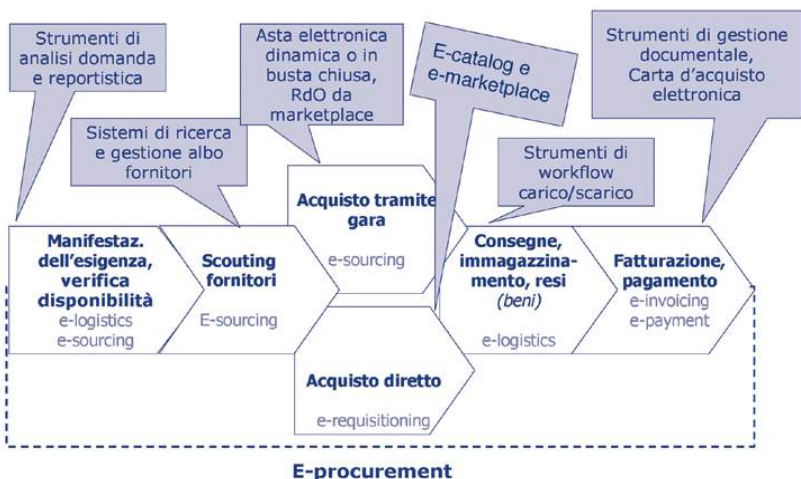 Strumenti di
analisi domanda
e reportistica
Sistemi di ricerca
e gestione albo
fornitori
Asta elettronica
dinamica o in
busta chiusa,
RdO da
marketplace
E-catalog e
e-marketplace
Strumenti di
workflow
carico/scarico
Strumenti di gestione
documentale,
Carta d'acquisto
elettronica
Manifestaz.
dell'esigenza,
verifica
disponibilità
e-logistics
e-sourcing
Scouting
fornitori
E-sourcing
Acquisto tramite
gara
e-sourcing
Acquisto diretto
e-requisitioning
Consegne,
immagazzina-
mento, resi
(beni)
e-logistics
Fatturazione,
pagamento
e-invoicing
e-payment
E-procurement